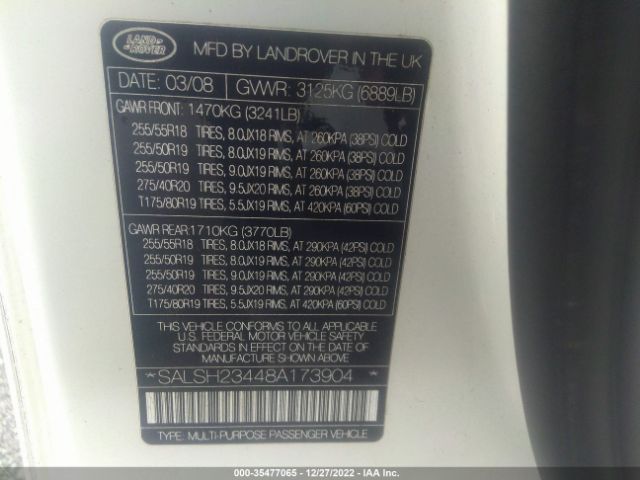 LAND ROVER
MFD BY LANDROVER IN THE UK
DATE: 03/08 GVWR: 3125KG (6889LB)
GAWR FRONT: 1470KG (3241LB)
255/55R18 TIRES, 8.0JX18 RIMS, AT 260KPA (38PSI) COLD
255/50R19 TIRES, 8.0JX19 RIMS, AT 260KPA (38PSI) COLD
255/50R19 TIRES, 9.0JX19 RIMS, AT 260KPA (38PSI) COLD
275/40R20 TIRES, 9.5JX20 RIMS, AT 260KPA (38PSI) COLD
T175/80R19 TIRES, 5.5JX19 RIMS, AT 420KPA (60PSI) COLD
GAWR REAR: 1710KG (3770LB)
255/55R18 TIRES, 8.0JX18 RIMS, AT 290KPA (42PSI) COLD
255/50R19 TIRES, 8.0JX19 RIMS, AT 290KPA (42PSI) COLD
255/50R19 TIRES, 9.0JX19 RIMS, AT 290KPA (42PSI) COLD
275/40R20 TIRES, 9.5JX20 RIMS, AT 290KPA (42PSI) COLD
T175/80R19 TIRES, 5.5JX19 RIMS, AT 420KPA (60PSI) COLD
THIS VEHICLE CONFORMS TO ALL APPLICABLE
U.S. FEDERAL MOTOR VEHICLE SAFETY
STANDARDS IN EFFECT ON THE DATE OF
MANUFACTURE SHOWN ABOVE
*SALSH23448A173904*
TYPE: MULTI-PURPOSE PASSENGER VEHICLE
000-35477065 - 12/27/2022 - IAA Inc.